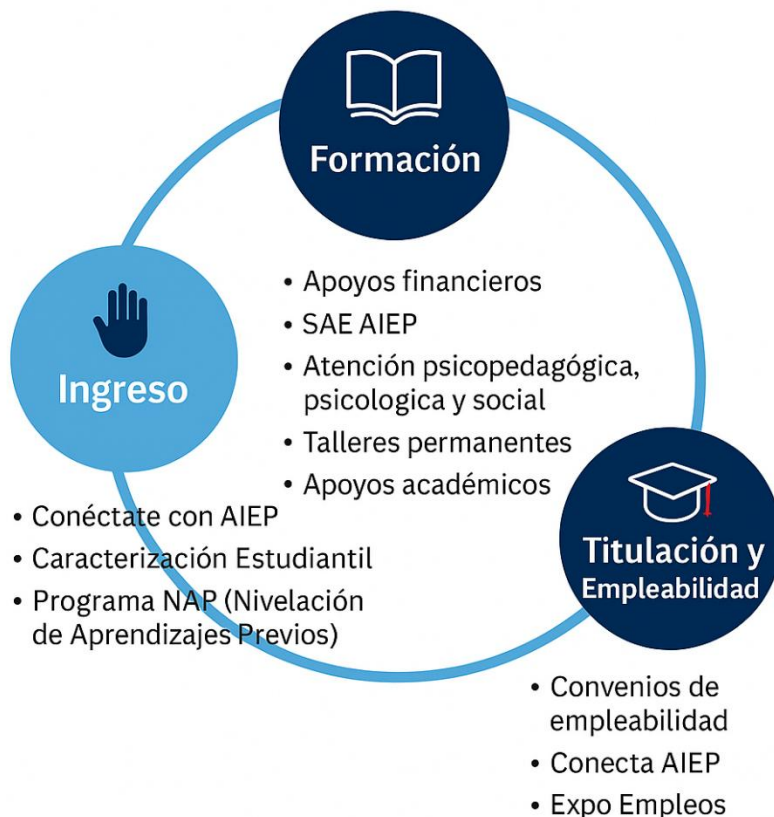 Formación
• Apoyos financieros
• SAE AIEP
• Atención psicopedagógica,
psicologica y social
• Talleres permanentes
• Apoyos académicos
Ingreso
• Conéctate con AIEP
• Caracterización Estudiantil
• Programa NAP (Nivelación
de Aprendizajes Previos)
Titulación y
Empleabilidad
• Convenios de
empleabilidad
• Conecta AIEP
• Expo Empleos